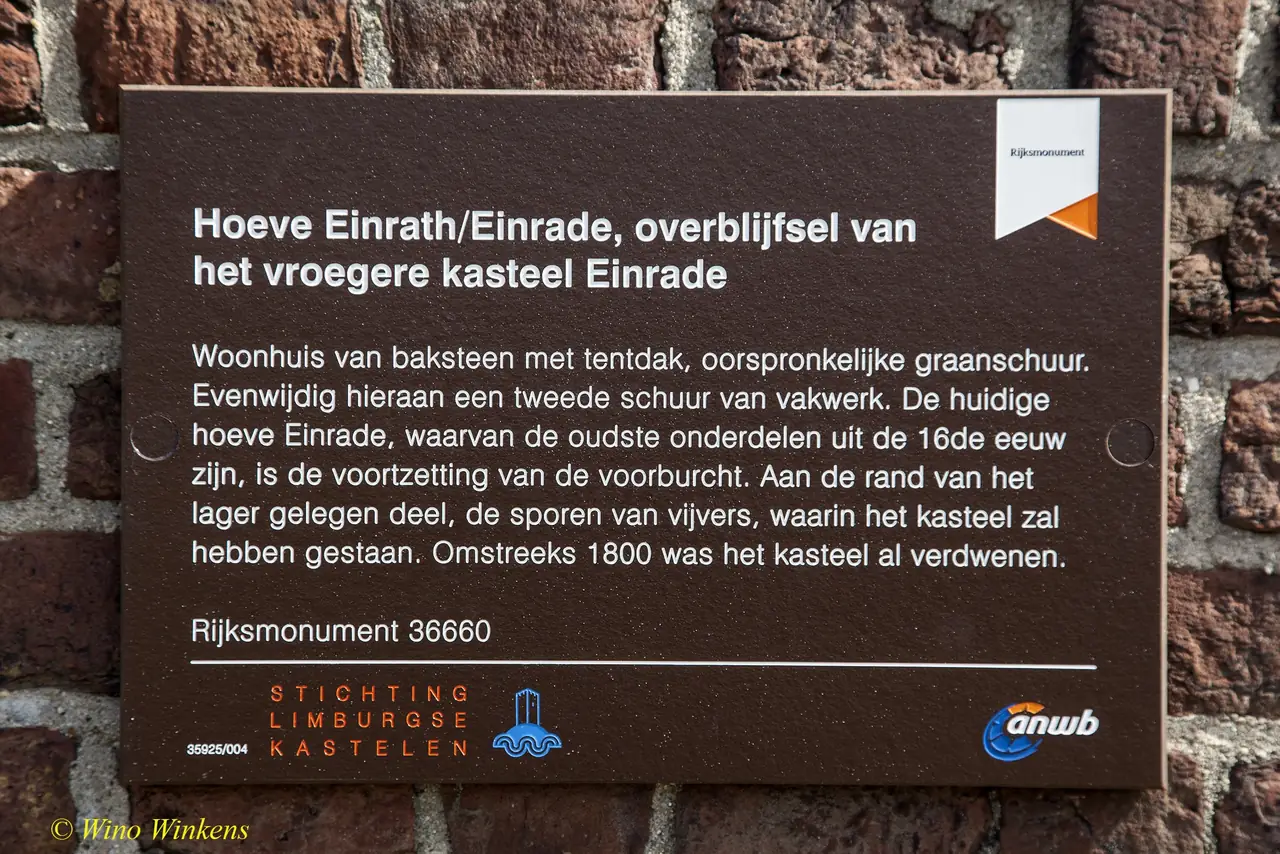 Rijksmonument
Hoeve Einrath/Einrade, overblijfsel van
het vroegere kasteel Einrade
Woonhuis van baksteen met tentdak, oorspronkelijke graanschuur.
Evenwijdig hieraan een tweede schuur van vakwerk. De huidige
hoeve Einrade, waarvan de oudste onderdelen uit de 16de eeuw
zijn, is de voortzetting van de voorburcht. Aan de rand van het
lager gelegen deel, de sporen van vijvers, waarin het kasteel zal
hebben gestaan. Omstreeks 1800 was het kasteel al verdwenen.
Rijksmonument 36660
STICHTING
LIMBURGSE
KASTELEN
35925/004
anwb
© Wino Winkens